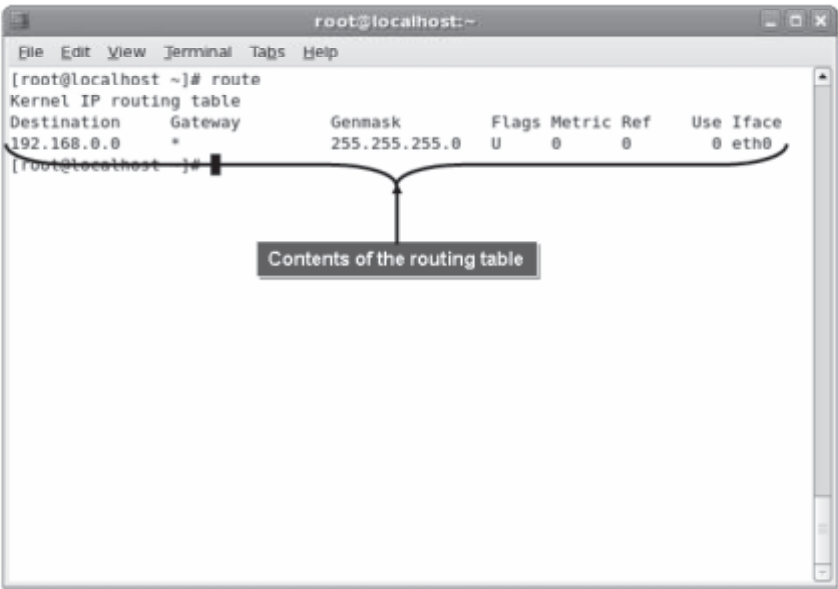 root@localhost:~
File Edit View Terminal Tabs Help
[root@localhost ~]# route
Kernel IP routing table
Destination Gateway Genmask Flags Metric Ref Use Iface
192.168.0.0 * 255.255.255.0 U 0 0 0 eth0
[root@localhost ~]#
Contents of the routing table